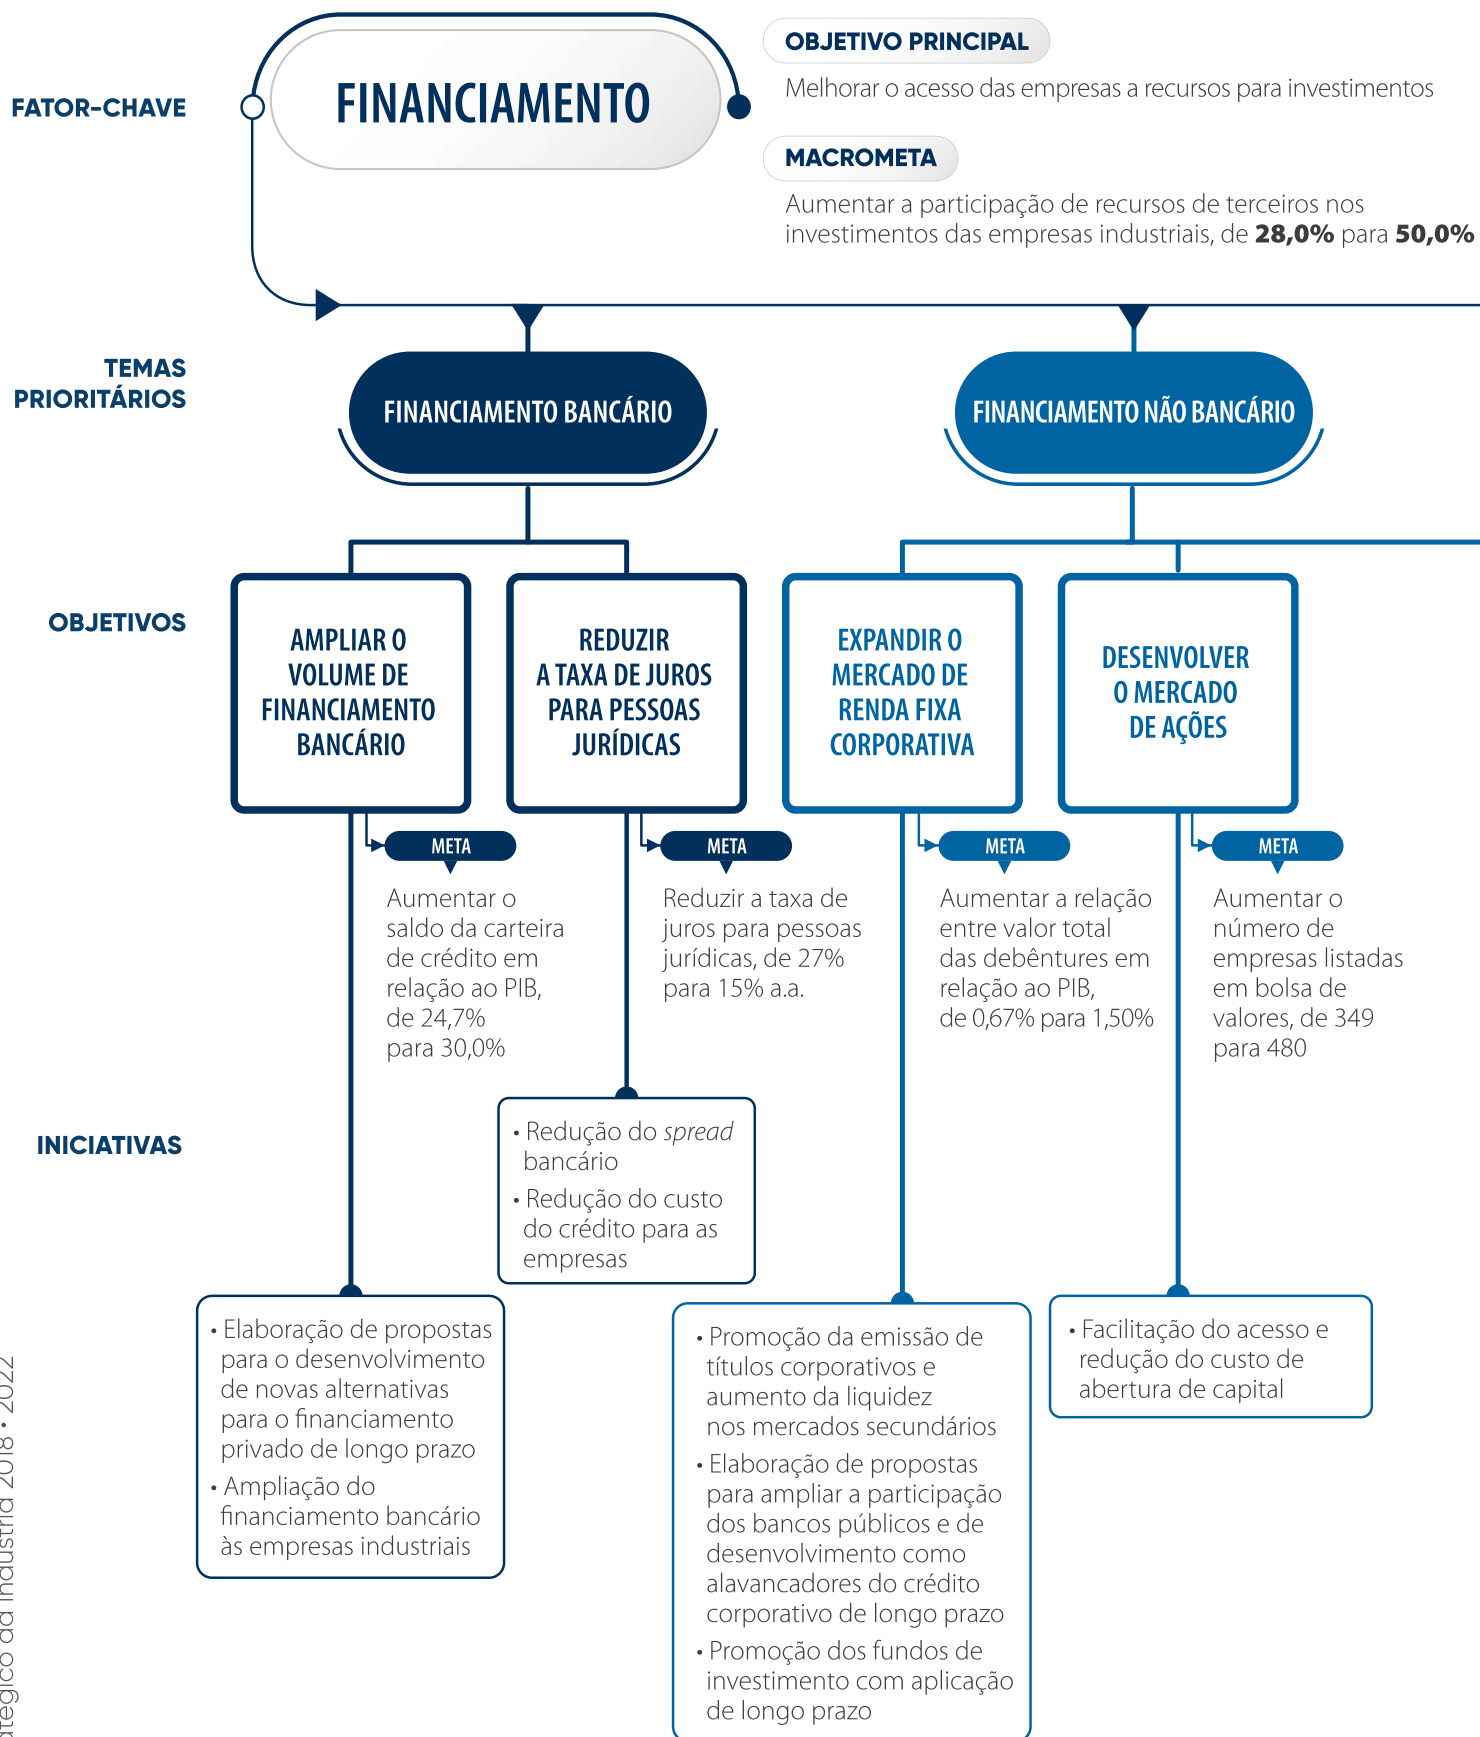 FATOR-CHAVE
FINANCIAMENTO
OBJETIVO PRINCIPAL
Melhorar o acesso das empresas a recursos para investimentos
MACROMETA
Aumentar a participação de recursos de terceiros nos
investimentos das empresas industriais, de 28,0% para 50,0%
TEMAS
PRIORITÁRIOS
FINANCIAMENTO BANCÁRIO
FINANCIAMENTO NÃO BANCÁRIO
OBJETIVOS
AMPLIAR O
VOLUME DE
FINANCIAMENTO
BANCÁRIO
REDUZIR
A TAXA DE JUROS
PARA PESSOAS
JURÍDICAS
EXPANDIR O
MERCADO DE
RENDA FIXA
CORPORATIVA
DESENVOLVER
O MERCADO
DE AÇÕES
META
Aumentar o
saldo da carteira
de crédito em
relação ao PIB,
de 24,7%
para 30,0%
META
Reduzir a taxa de
juros para pessoas
jurídicas, de 27%
para 15% a.a.
META
Aumentar a relação
entre valor total
das debêntures em
relação ao PIB,
de 0,67% para 1,50%
META
Aumentar o
número de
empresas listadas
em bolsa de
valores, de 349
para 480
INICIATIVAS
• Elaboração de propostas
para o desenvolvimento
de novas alternativas
para o financiamento
privado de longo prazo
• Ampliação do
financiamento bancário
às empresas industriais
• Redução do spread
bancário
• Redução do custo
do crédito para as
empresas
• Promoção da emissão de
títulos corporativos e
aumento da liquidez
nos mercados secundários
• Elaboração de propostas
para ampliar a participação
dos bancos públicos e de
desenvolvimento como
alavancadores do crédito
corporativo de longo prazo
• Promoção dos fundos de
investimento com aplicação
de longo prazo
• Facilitação do acesso e
redução do custo de
abertura de capital
da Indústria 2018 • 2022